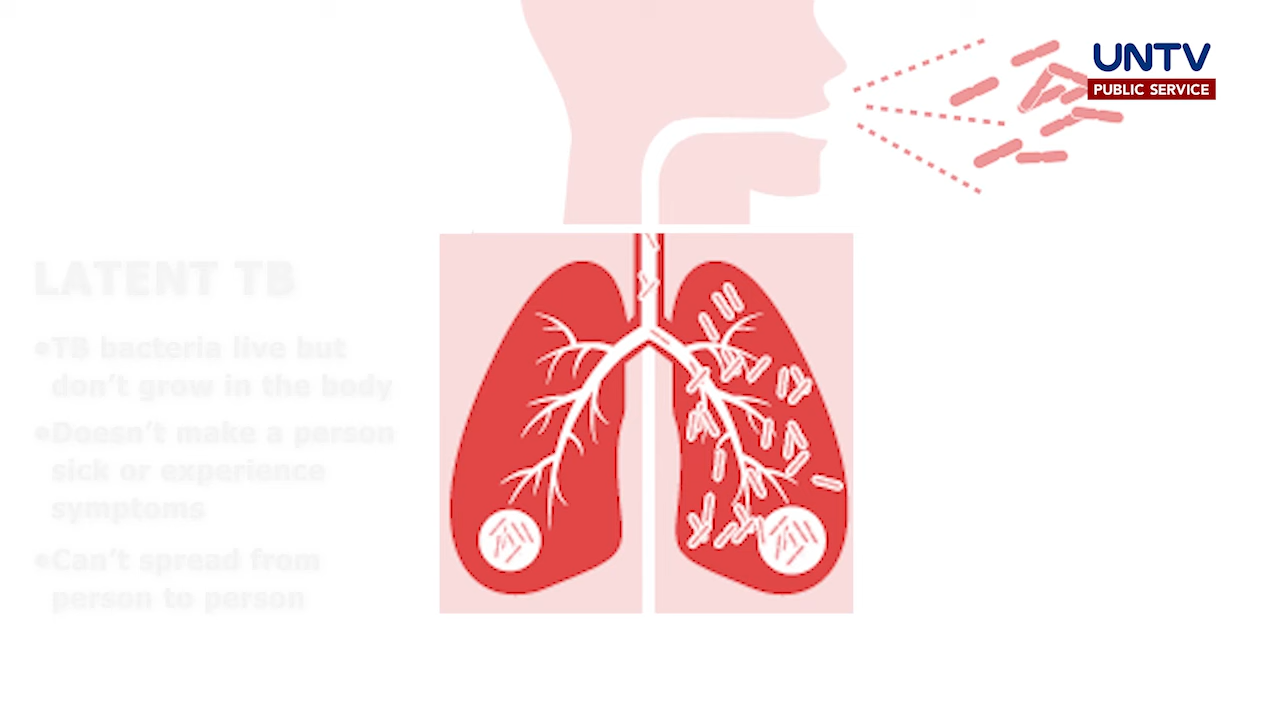 UNTV
PUBLIC SERVICE
LATENT TB
•TB bacteria live but
don't grow in the body
•Doesn't make a person
sick or experience
symptoms
•Can't spread from
person to person